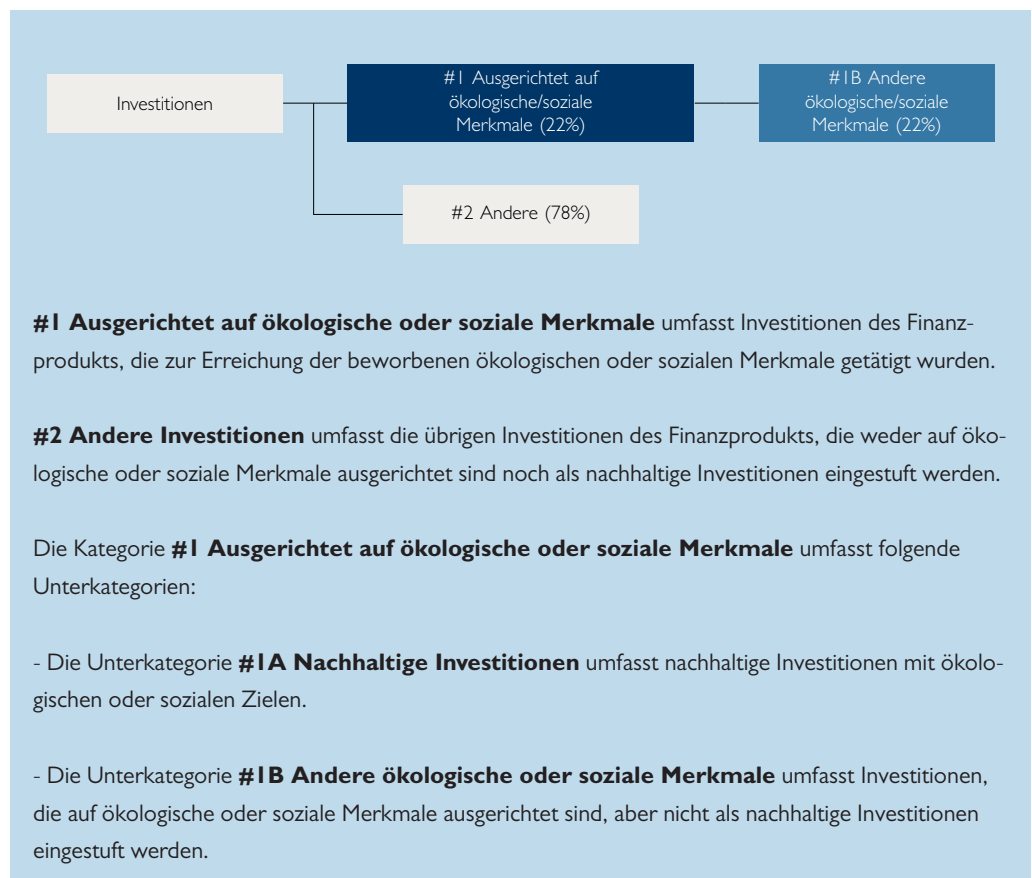 Investitionen
#1 Ausgerichtet auf
ökologische/soziale
Merkmale (22%)
#1B Andere
ökologische/soziale
Merkmale (22%)
#2 Andere (78%)
#1 Ausgerichtet auf ökologische oder soziale Merkmale umfasst Investitionen des Finanz-
produkts, die zur Erreichung der beworbenen ökologischen oder sozialen Merkmale getätigt wurden.
#2 Andere Investitionen umfasst die übrigen Investitionen des Finanzprodukts, die weder auf öko-
logische oder soziale Merkmale ausgerichtet sind noch als nachhaltige Investitionen eingestuft werden.
Die Kategorie #1 Ausgerichtet auf ökologische oder soziale Merkmale umfasst folgende
Unterkategorien:
- Die Unterkategorie #1A Nachhaltige Investitionen umfasst nachhaltige Investitionen mit ökolo-
gischen oder sozialen Zielen.
- Die Unterkategorie #1B Andere ökologische oder soziale Merkmale umfasst Investitionen,
die auf ökologische oder soziale Merkmale ausgerichtet sind, aber nicht als nachhaltige Investitionen
eingestuft werden.